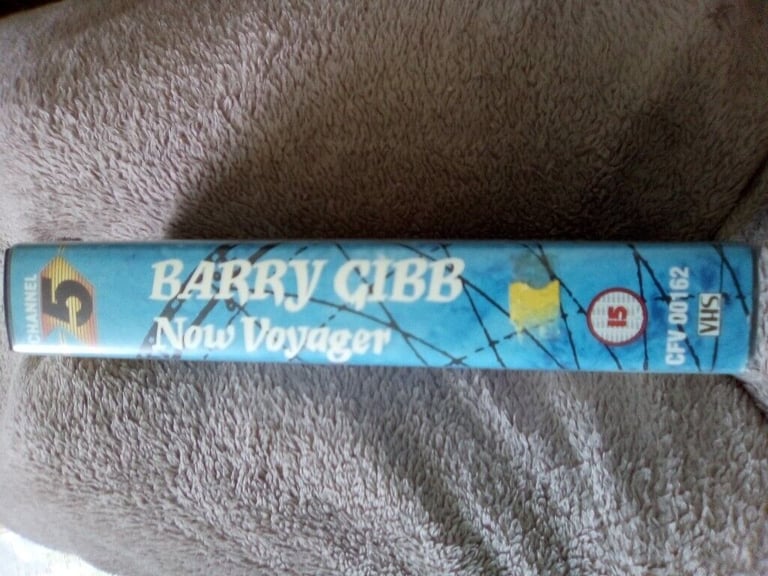 CHANNEL
5
BARRY GIBB
Now Voyager
15
CFV 00162
VHS